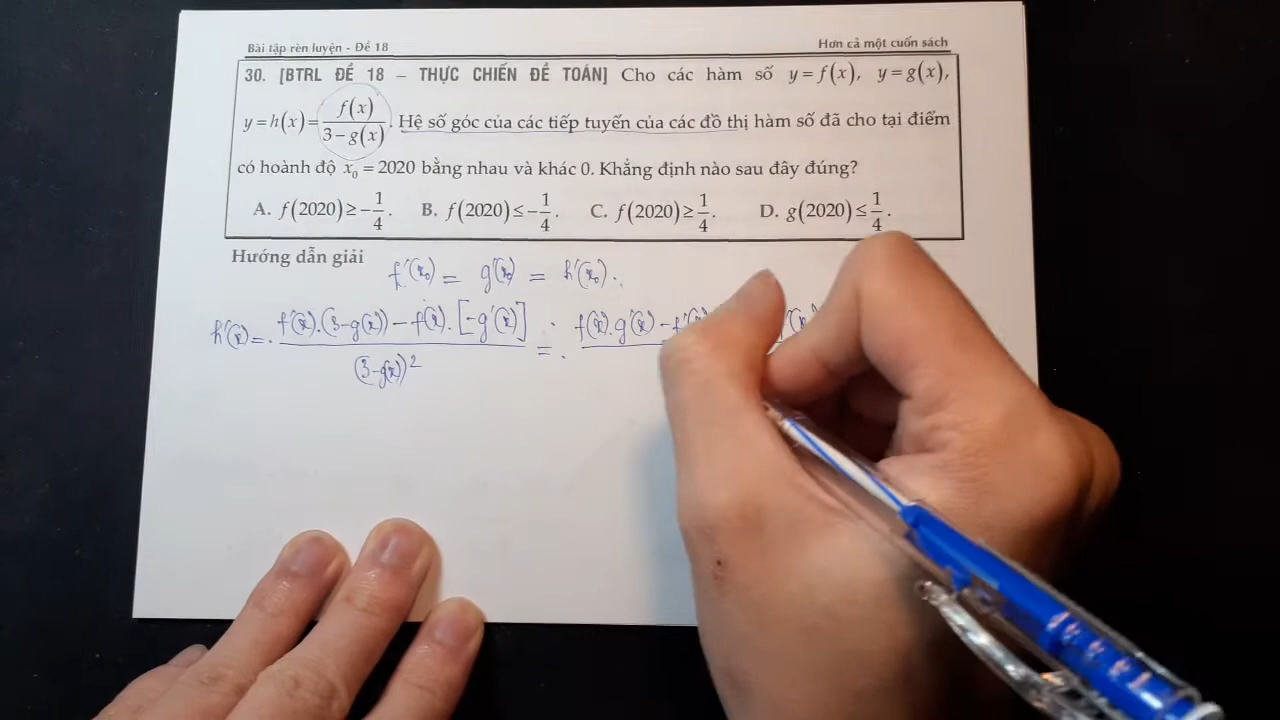 Bài tập rèn luyện - Đề 18 Hơn cả một cuốn sách
30. [BTRL ĐỀ 18 – THỰC CHIẾN ĐỀ TOÁN] Cho các hàm số y = f(x), y = g(x),
y = h(x) = f(x) / (3 − g(x)). Hệ số góc của các tiếp tuyến của các đồ thị hàm số đã cho tại điểm
có hoành độ x₀ = 2020 bằng nhau và khác 0. Khẳng định nào sau đây đúng?
A. f(2020) ≥ −1/4. B. f(2020) ≤ −1/4. C. f(2020) ≥ 1/4. D. g(2020) ≤ 1/4.
Hướng dẫn giải
f'(x₀) = g'(x₀) = h'(x₀).
h'(x) = f'(x).(3−g(x)) − f(x).[−g'(x)] / (3−g(x))² = f(x).g'(x) −